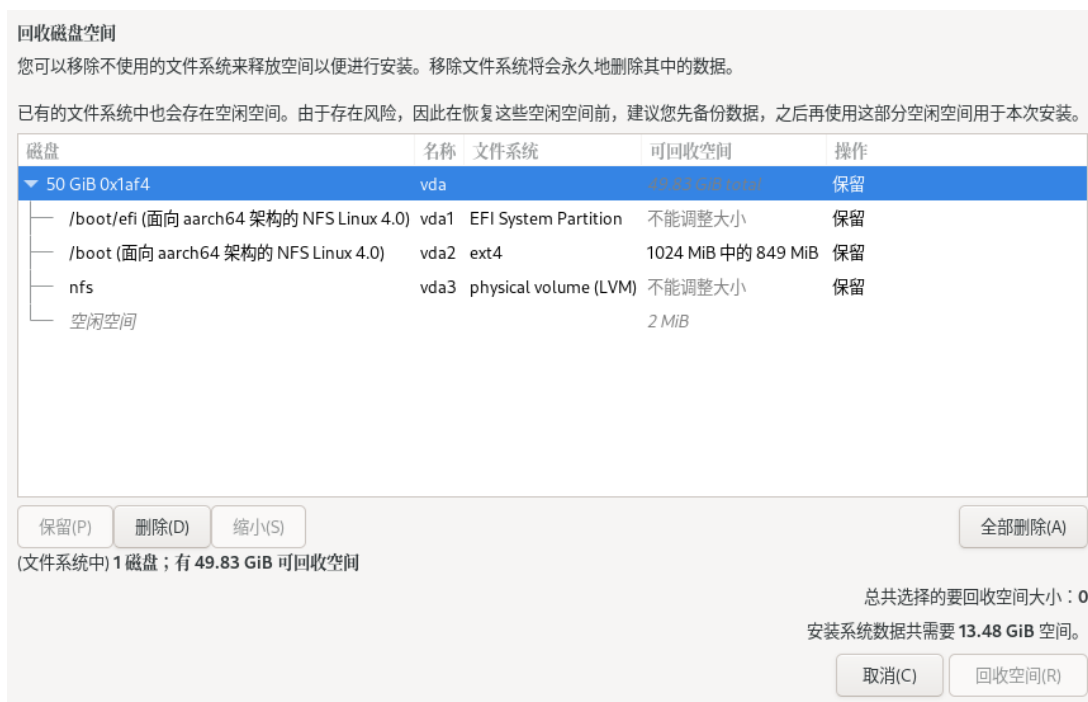 回收磁盘空间
您可以移除不使用的文件系统来释放空间以便进行安装。移除文件系统将会永久地删除其中的数据。
已有的文件系统中也会存在空闲空间。由于存在风险，因此在恢复这些空闲空间前，建议您先备份数据，之后再使用这部分空闲空间用于本次安装。
磁盘 名称 文件系统 可回收空间 操作
50 GiB 0x1af4 vda 49.83 GiB total 保留
/boot/efi (面向 aarch64 架构的 NFS Linux 4.0) vda1 EFI System Partition 不能调整大小 保留
/boot (面向 aarch64 架构的 NFS Linux 4.0) vda2 ext4 1024 MiB 中的 849 MiB 保留
nfs vda3 physical volume (LVM) 不能调整大小 保留
空闲空间 2 MiB
保留(P) 删除(D) 缩小(S) 全部删除(A)
(文件系统中) 1 磁盘；有 49.83 GiB 可回收空间
总共选择的要回收空间大小：0
安装系统数据共需要 13.48 GiB 空间。
取消(C) 回收空间(R)